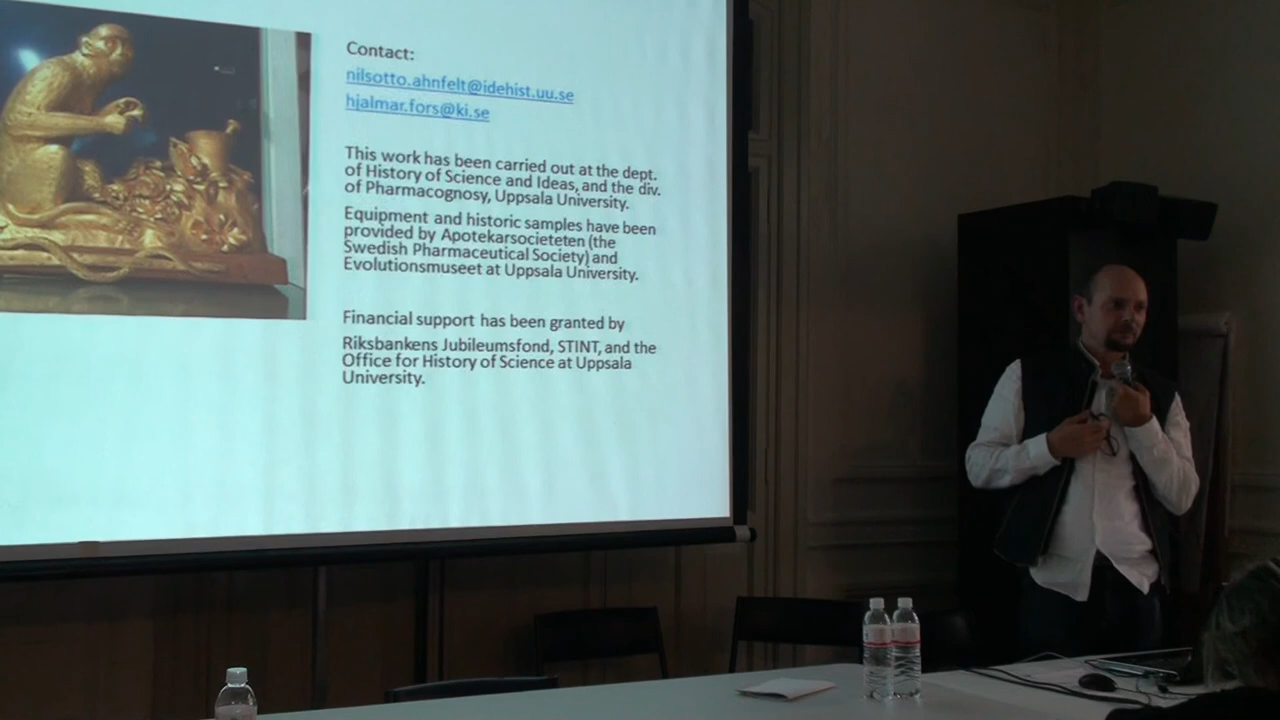 Contact:
nilsotto.ahnfelt@idehist.uu.se
hjalmar.fors@ki.se
This work has been carried out at the dept.
of History of Science and Ideas, and the div.
of Pharmacognosy, Uppsala University.
Equipment and historic samples have been
provided by Apotekarsocieteten (the
Swedish Pharmaceutical Society) and
Evolutionsmuseet at Uppsala University.
Financial support has been granted by
Riksbankens Jubileumsfond, STINT, and the
Office for History of Science at Uppsala
University.